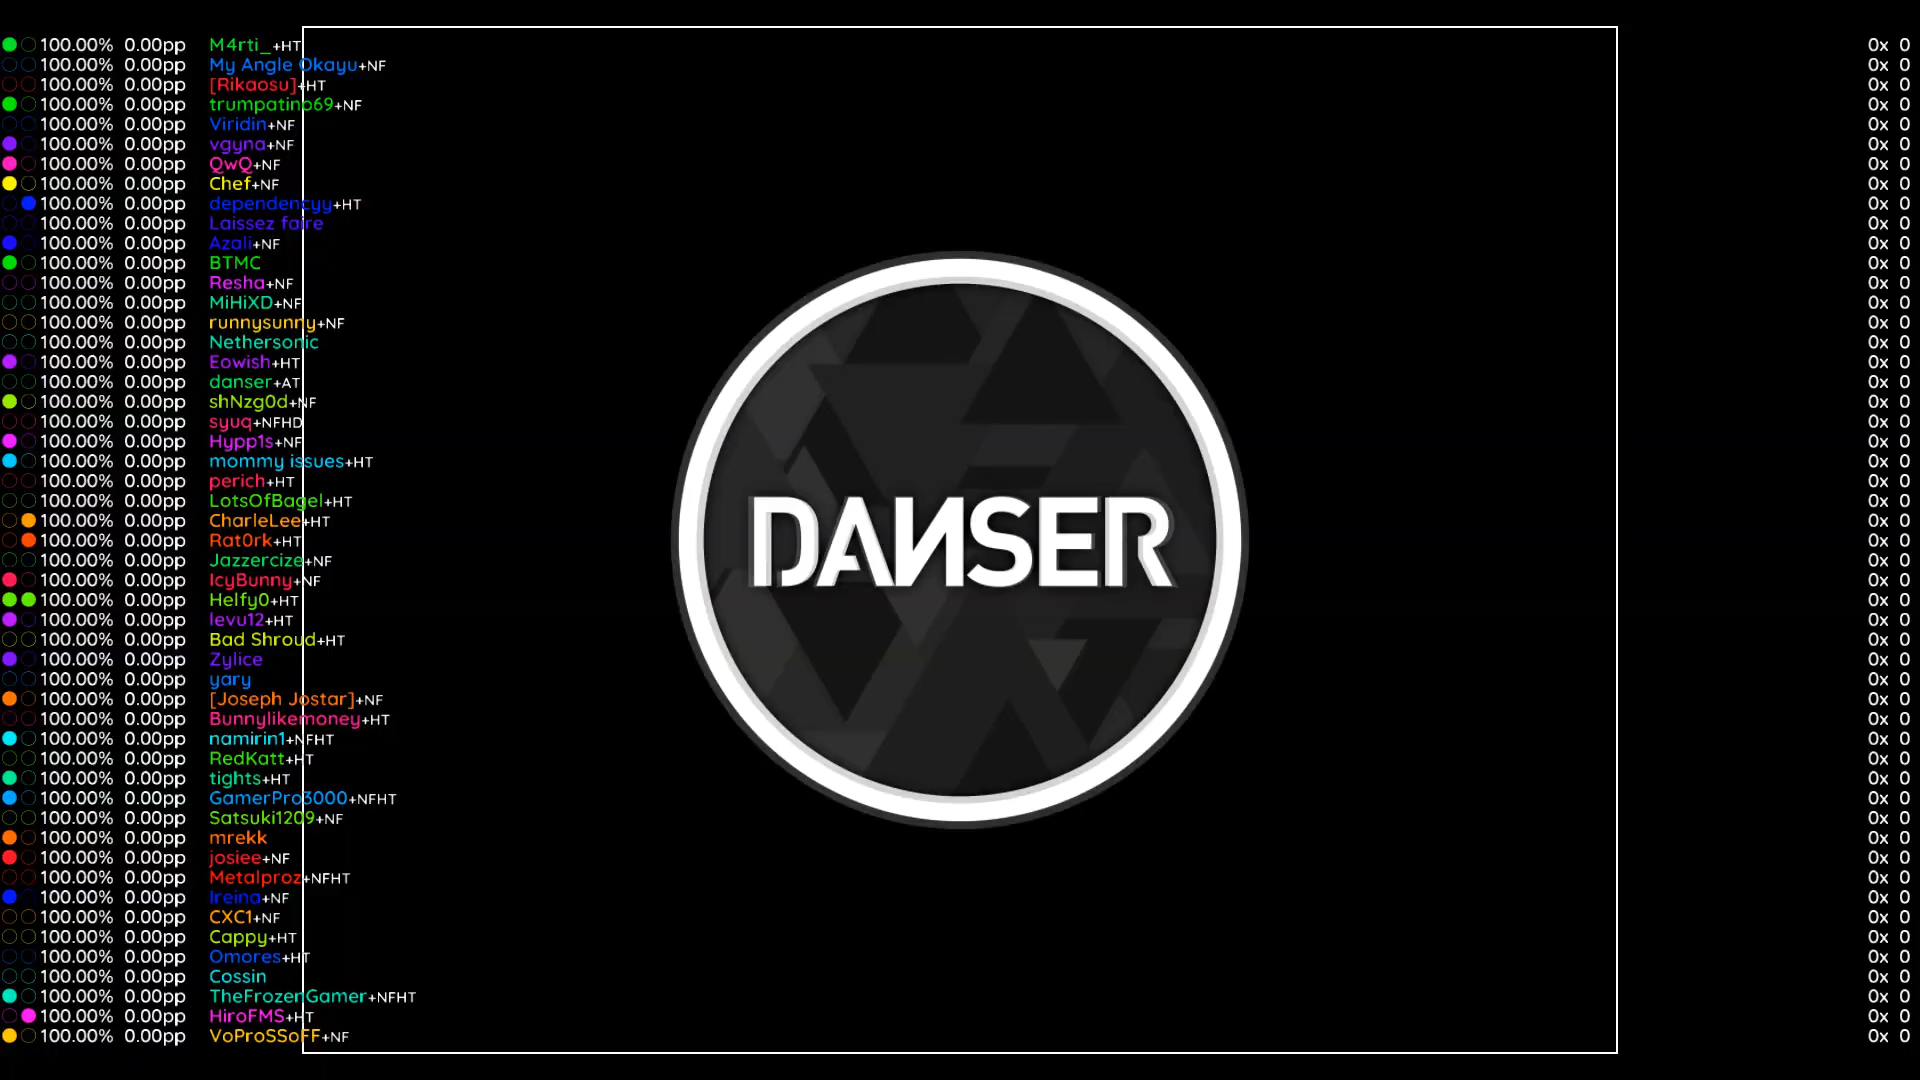 100.00% 0.00pp M4rti_+HT 0x 0
100.00% 0.00pp My Angle Okayu+NF 0x 0
100.00% 0.00pp [Rikaosu]+HT 0x 0
100.00% 0.00pp trumpatino69+NF 0x 0
100.00% 0.00pp Viridin+NF 0x 0
100.00% 0.00pp vgyna+NF 0x 0
100.00% 0.00pp QwQ+NF 0x 0
100.00% 0.00pp Chef+NF 0x 0
100.00% 0.00pp dependencyy+HT 0x 0
100.00% 0.00pp Laissez faire 0x 0
100.00% 0.00pp Azali+NF 0x 0
100.00% 0.00pp BTMC 0x 0
100.00% 0.00pp Resha+NF 0x 0
100.00% 0.00pp MiHiXD+NF 0x 0
100.00% 0.00pp runnysunny+NF 0x 0
100.00% 0.00pp Nethersonic 0x 0
100.00% 0.00pp Eowish+HT 0x 0
100.00% 0.00pp danser+AT 0x 0
100.00% 0.00pp shNzg0d+NF 0x 0
100.00% 0.00pp syuq+NFHD 0x 0
100.00% 0.00pp Hypp1s+NF 0x 0
100.00% 0.00pp mommy issues+HT 0x 0
100.00% 0.00pp perich+HT 0x 0
100.00% 0.00pp LotsOfBagel+HT 0x 0
100.00% 0.00pp CharleLee+HT 0x 0
100.00% 0.00pp Rat0rk+HT 0x 0
DANSER
100.00% 0.00pp Jazzercize+NF 0x 0
100.00% 0.00pp IcyBunny+NF 0x 0
100.00% 0.00pp Helfy0+HT 0x 0
100.00% 0.00pp levu12+HT 0x 0
100.00% 0.00pp Bad Shroud+HT 0x 0
100.00% 0.00pp Zylice 0x 0
100.00% 0.00pp yary 0x 0
100.00% 0.00pp [Joseph Jostar]+NF 0x 0
100.00% 0.00pp Bunnylikemoney+HT 0x 0
100.00% 0.00pp namirin1+NFHT 0x 0
100.00% 0.00pp RedKatt+HT 0x 0
100.00% 0.00pp tights+HT 0x 0
100.00% 0.00pp GamerPro3000+NFHT 0x 0
100.00% 0.00pp Satsuki1209+NF 0x 0
100.00% 0.00pp mrekk 0x 0
100.00% 0.00pp josiee+NF 0x 0
100.00% 0.00pp Metalproz+NFHT 0x 0
100.00% 0.00pp Ireina+NF 0x 0
100.00% 0.00pp CXC1+NF 0x 0
100.00% 0.00pp Cappy+HT 0x 0
100.00% 0.00pp Omores+HT 0x 0
100.00% 0.00pp Cossin 0x 0
100.00% 0.00pp TheFrozenGamer+NFHT 0x 0
100.00% 0.00pp HiroFMS+HT 0x 0
100.00% 0.00pp VoProSSoFF+NF 0x 0